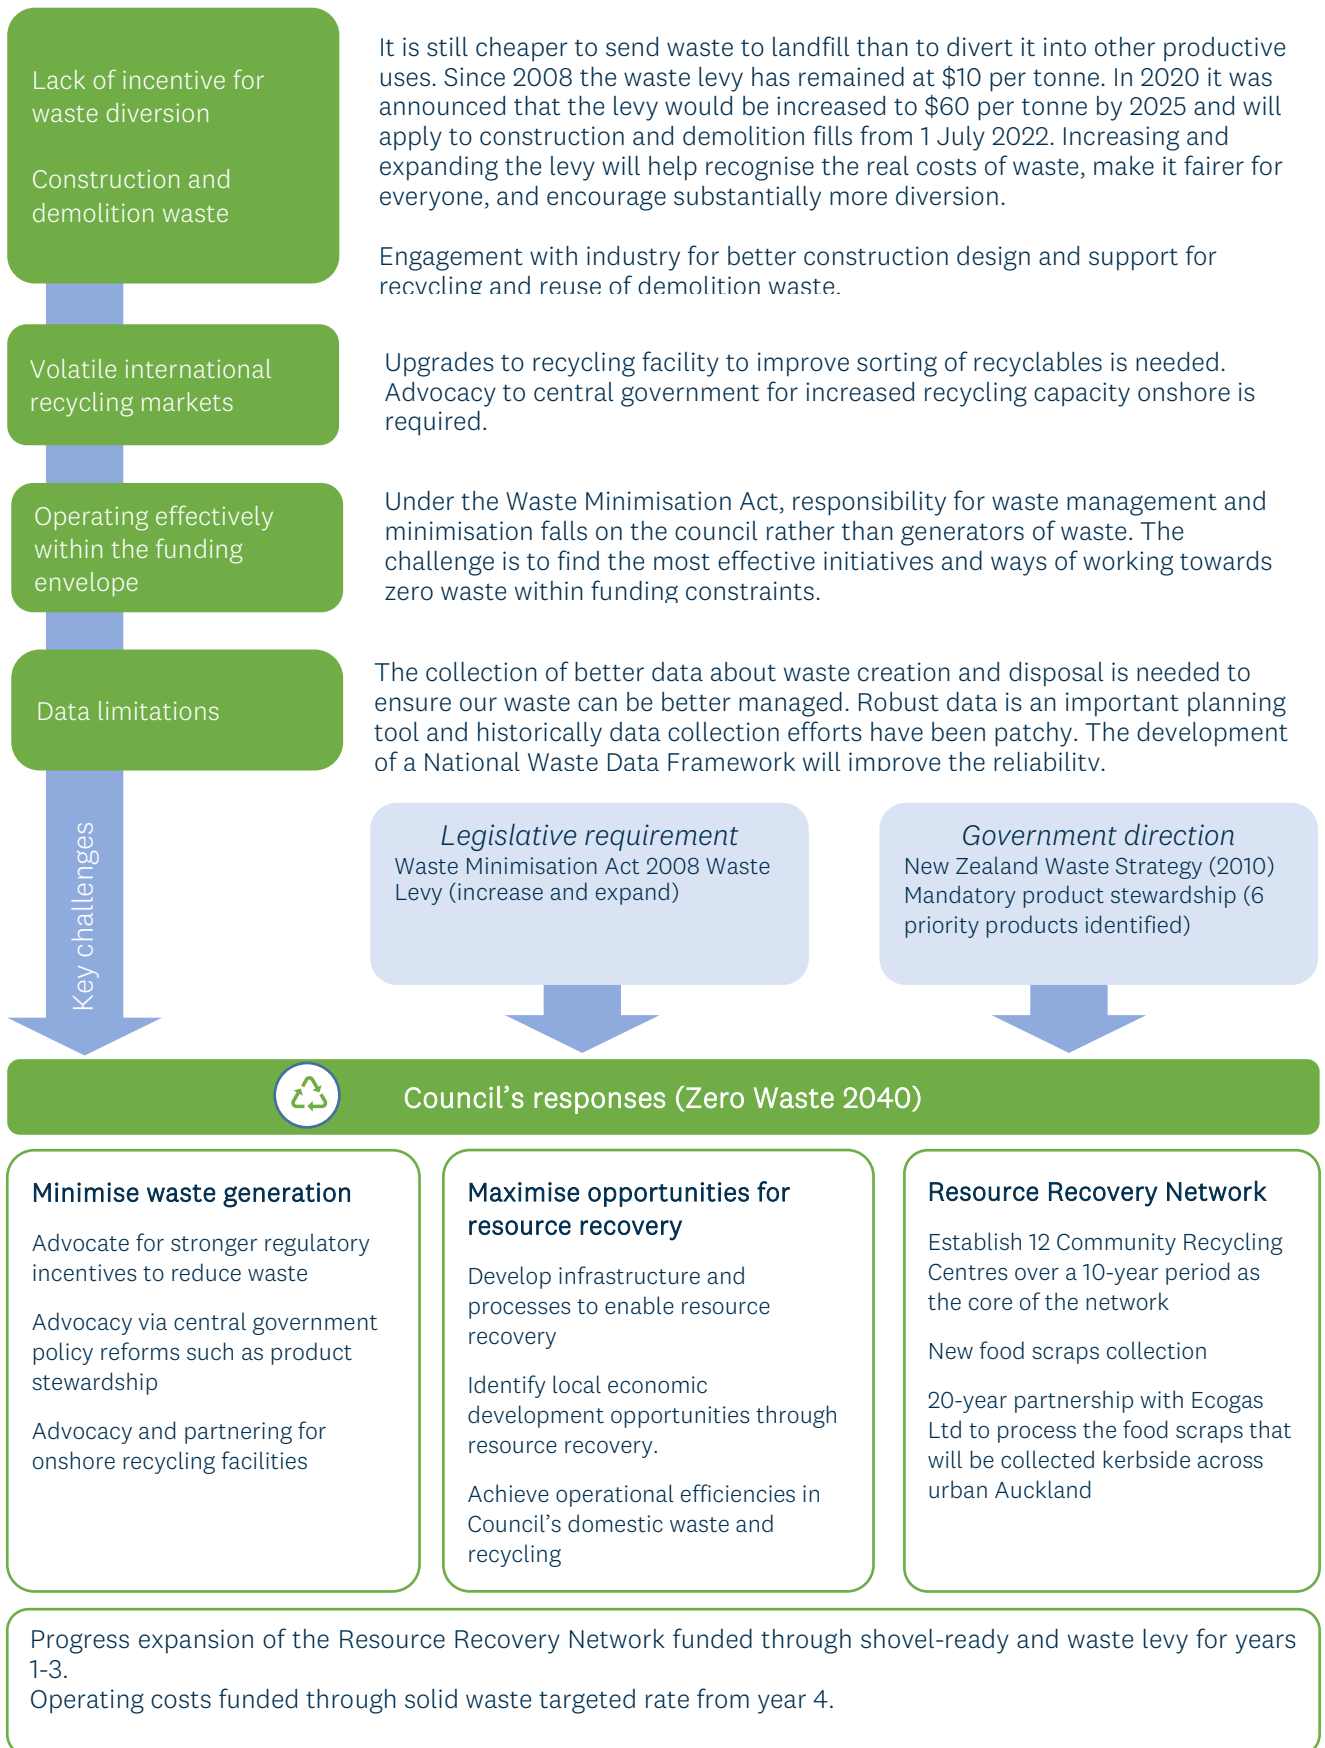 Lack of incentive for
waste diversion
Construction and
demolition waste
It is still cheaper to send waste to landfill than to divert it into other productive
uses. Since 2008 the waste levy has remained at $10 per tonne. In 2020 it was
announced that the levy would be increased to $60 per tonne by 2025 and will
apply to construction and demolition fills from 1 July 2022. Increasing and
expanding the levy will help recognise the real costs of waste, make it fairer for
everyone, and encourage substantially more diversion.
Engagement with industry for better construction design and support for
recycling and reuse of demolition waste.
Volatile international
recycling markets
Upgrades to recycling facility to improve sorting of recyclables is needed.
Advocacy to central government for increased recycling capacity onshore is
required.
Operating effectively
within the funding
envelope
Under the Waste Minimisation Act, responsibility for waste management and
minimisation falls on the council rather than generators of waste. The
challenge is to find the most effective initiatives and ways of working towards
zero waste within funding constraints.
Data limitations
The collection of better data about waste creation and disposal is needed to
ensure our waste can be better managed. Robust data is an important planning
tool and historically data collection efforts have been patchy. The development
of a National Waste Data Framework will improve the reliability.
Key challenges
Legislative requirement
Waste Minimisation Act 2008 Waste
Levy (increase and expand)
Government direction
New Zealand Waste Strategy (2010)
Mandatory product stewardship (6
priority products identified)
Council's responses (Zero Waste 2040)
Minimise waste generation
Advocate for stronger regulatory
incentives to reduce waste
Advocacy via central government
policy reforms such as product
stewardship
Advocacy and partnering for
onshore recycling facilities
Maximise opportunities for
resource recovery
Develop infrastructure and
processes to enable resource
recovery
Identify local economic
development opportunities through
resource recovery.
Achieve operational efficiencies in
Council's domestic waste and
recycling
Resource Recovery Network
Establish 12 Community Recycling
Centres over a 10-year period as
the core of the network
New food scraps collection
20-year partnership with Ecogas
Ltd to process the food scraps that
will be collected kerbside across
urban Auckland
Progress expansion of the Resource Recovery Network funded through shovel-ready and waste levy for years
1-3.
Operating costs funded through solid waste targeted rate from year 4.